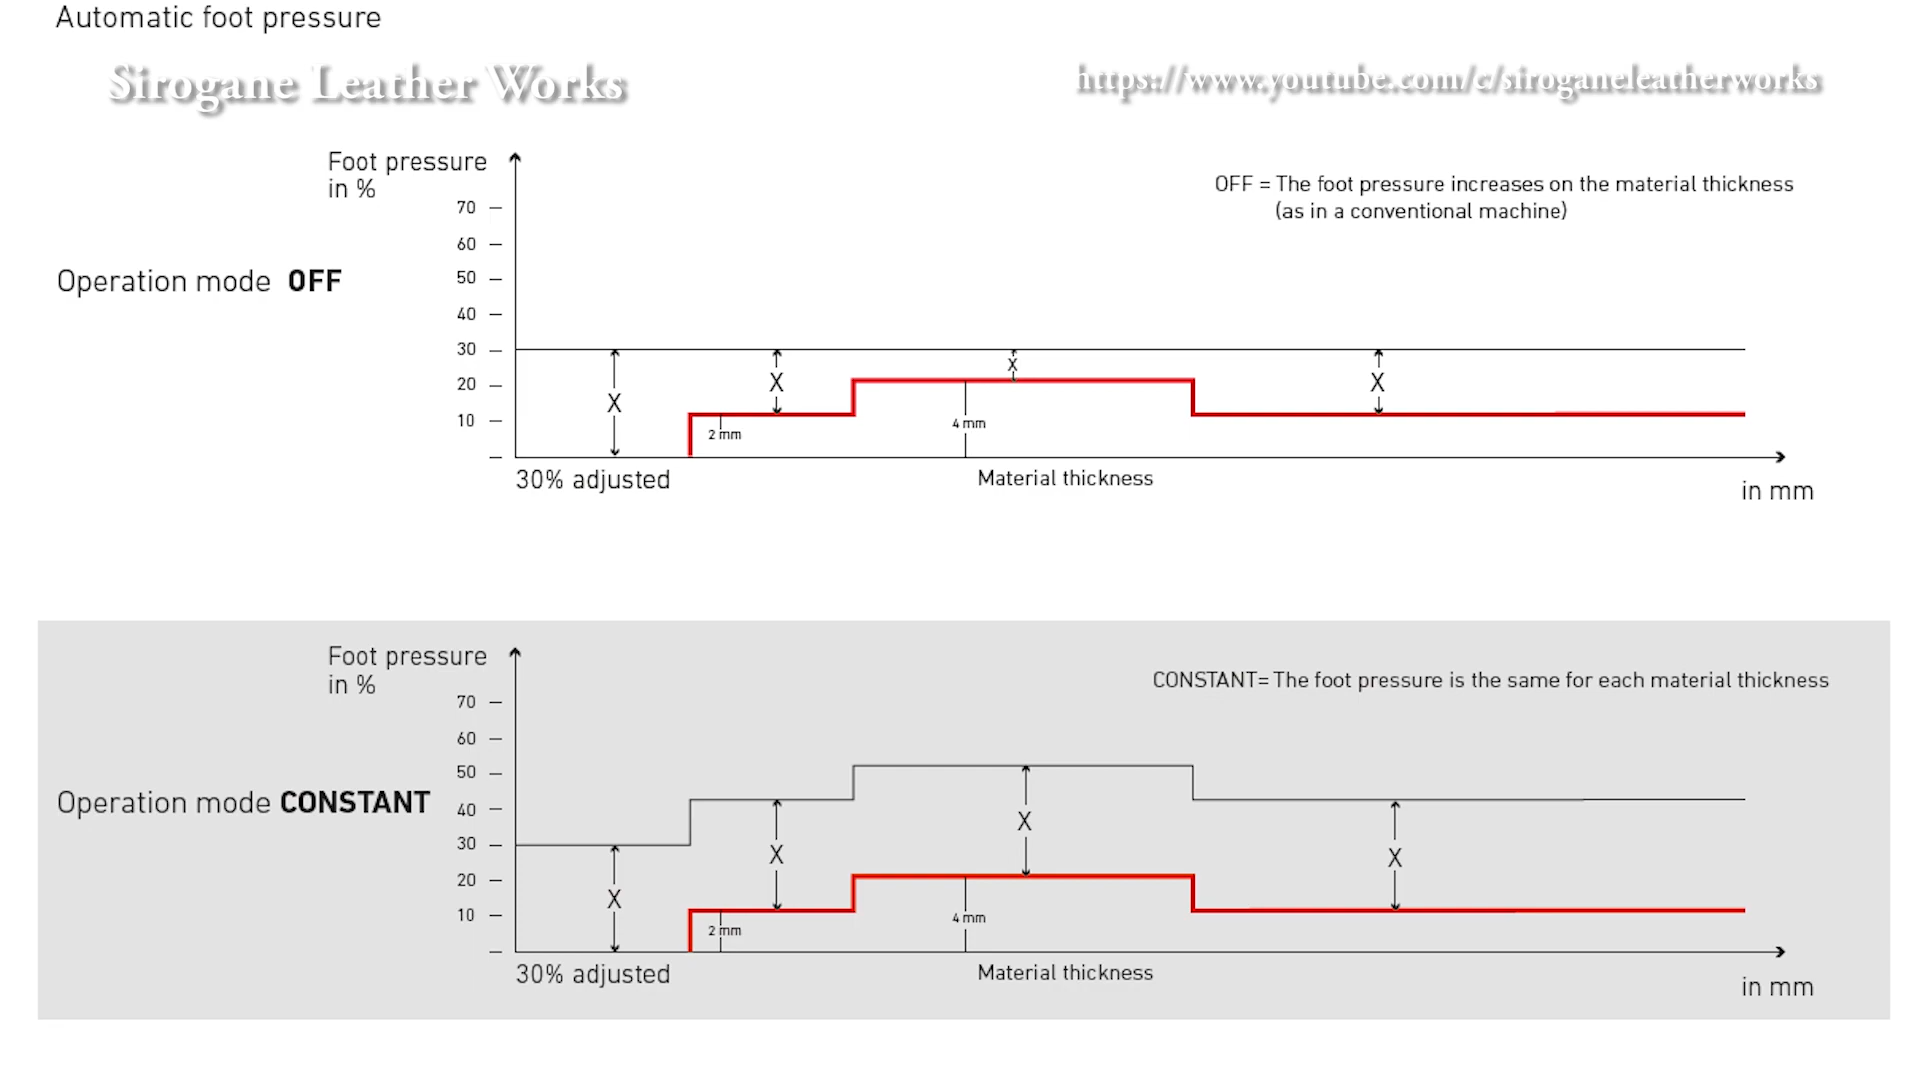 Automatic foot pressure
Sirogane Leather Works
https://www.youtube.com/c/siroganeleatherworks
Foot pressure
in %
OFF = The foot pressure increases on the material thickness
(as in a conventional machine)
70
60
Operation mode OFF
50
40
30
20
10
X
X
X
X
2 mm
4 mm
30% adjusted
Material thickness
in mm
Foot pressure
in %
CONSTANT= The foot pressure is the same for each material thickness
70
60
50
Operation mode CONSTANT
40
30
20
10
X
X
X
X
2 mm
4 mm
30% adjusted
Material thickness
in mm